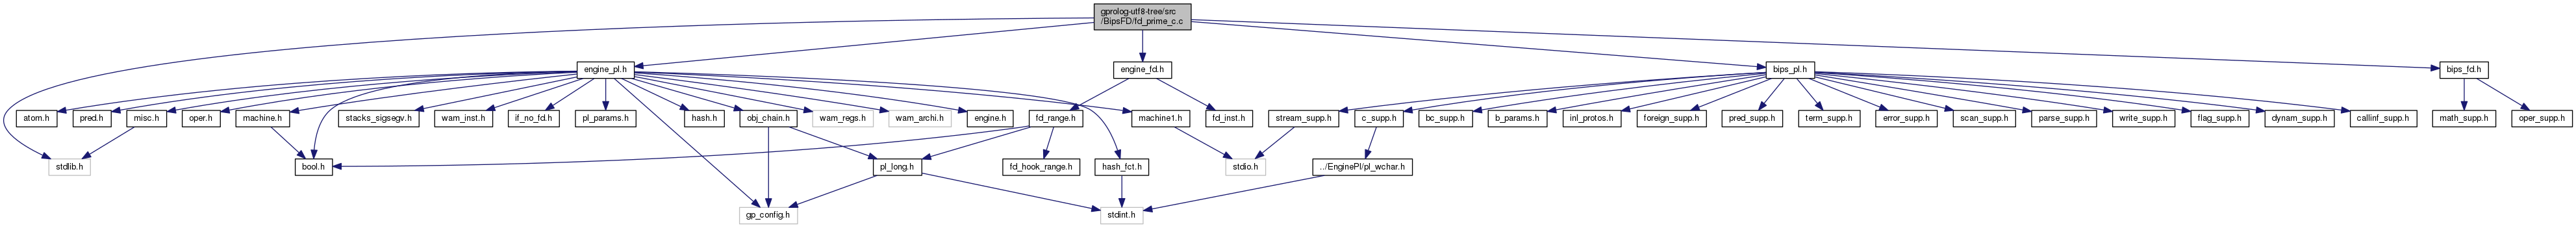 gprolog-utf8-tree/src
/BipsFD/fd_prime_c.c
engine_pl.h
engine_fd.h
bips_pl.h
bips_fd.h
atom.h
pred.h
misc.h
oper.h
machine.h
stacks_sigsegv.h
wam_inst.h
if_no_fd.h
pl_params.h
hash.h
obj_chain.h
wam_regs.h
wam_archi.h
engine.h
fd_range.h
machine1.h
fd_inst.h
stream_supp.h
c_supp.h
bc_supp.h
b_params.h
inl_protos.h
foreign_supp.h
pred_supp.h
term_supp.h
error_supp.h
scan_supp.h
parse_supp.h
write_supp.h
flag_supp.h
dynam_supp.h
callinf_supp.h
math_supp.h
oper_supp.h
stdlib.h
bool.h
pl_long.h
fd_hook_range.h
hash_fct.h
stdio.h
../EnginePl/pl_wchar.h
gp_config.h
stdint.h